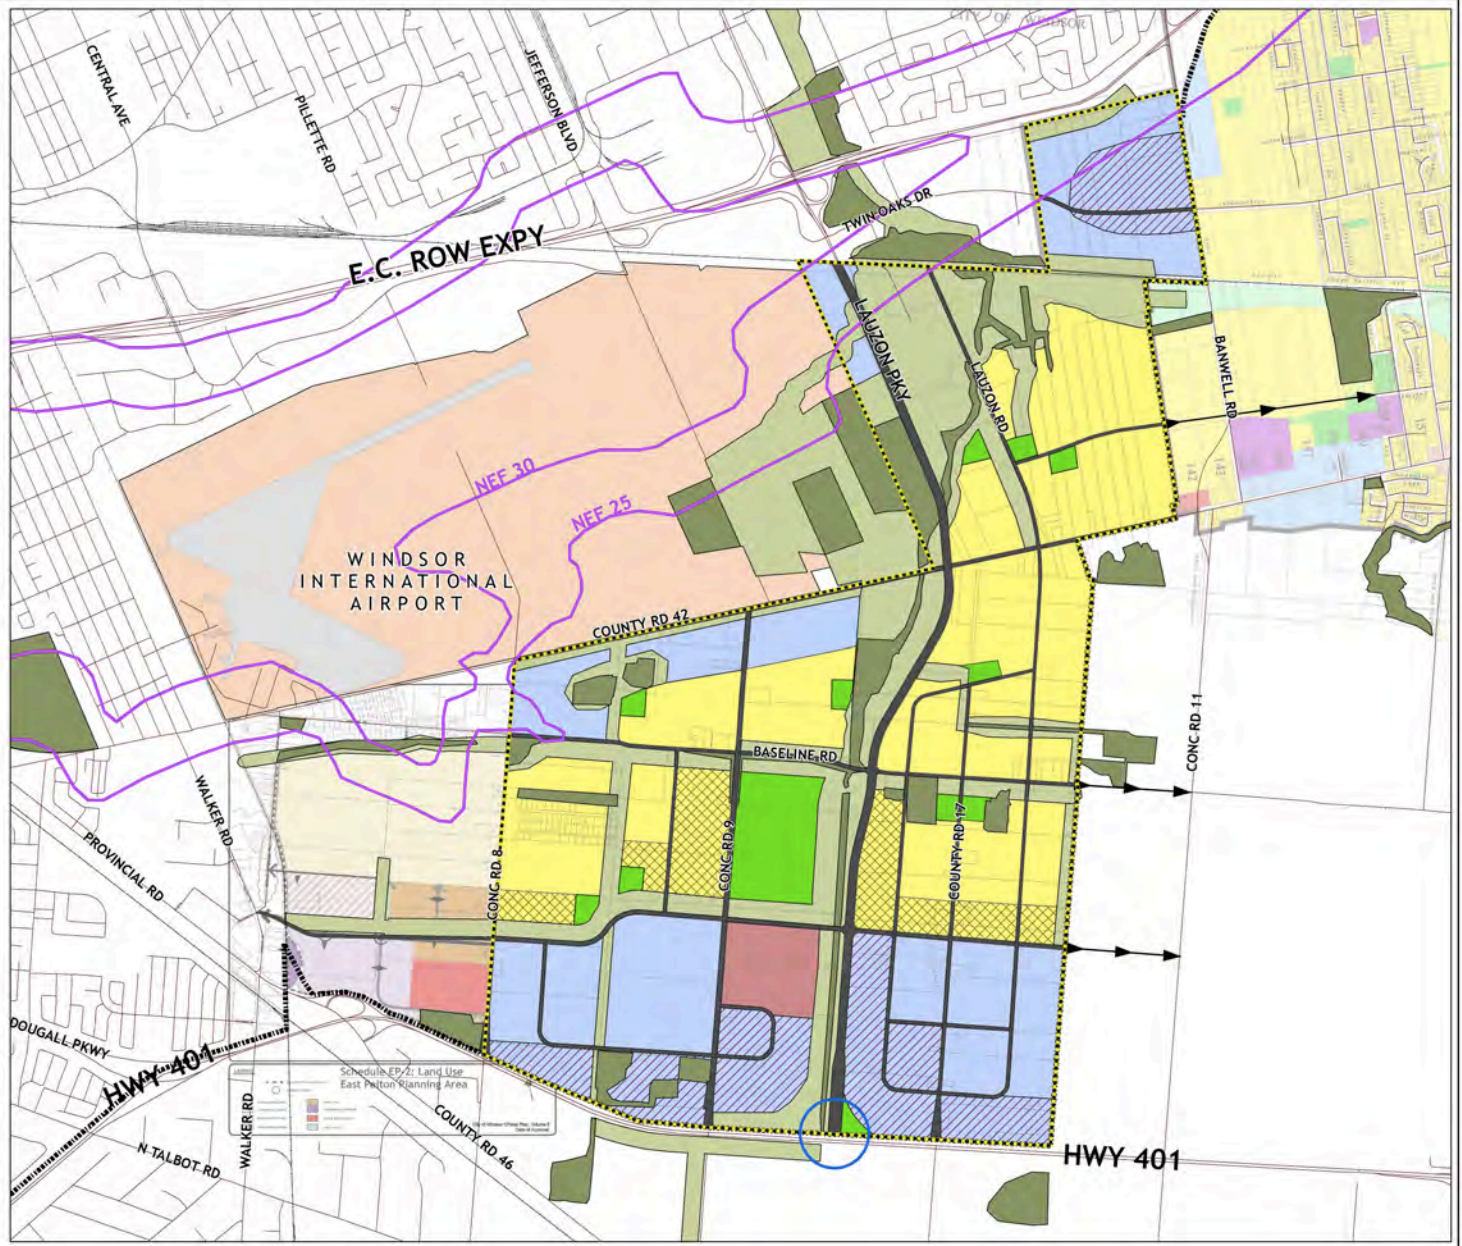 CITY OF WINDSOR
CENTRAL AVE
JEFFERSON BLVD
PILLETTE RD
TWIN OAKS DR
E.C. ROW EXPY
LAUZON PKY
LAUZON RD
BANWELL RD
NEF 30
NEF 25
142
143
WINDSOR
INTERNATIONAL
AIRPORT
COUNTY RD 42
CONC RD 11
BASELINE RD
WALKER RD
PROVINCIAL RD
CONC RD 8
CONC RD 9
COUNTY RD 17
DOUGALL PKWY
HWY 401
Schedule EP-2: Land Use
East Pelton Planning Area
WALKER RD
COUNTY RD 46
N TALBOT RD
HWY 401